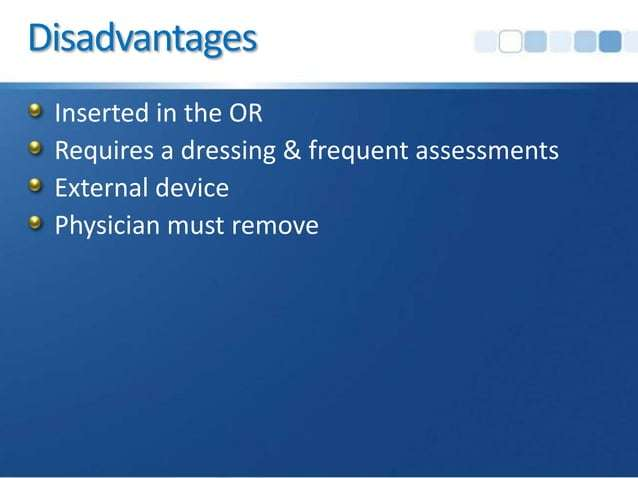 Disadvantages
Inserted in the OR
Requires a dressing & frequent assessments
External device
Physician must remove